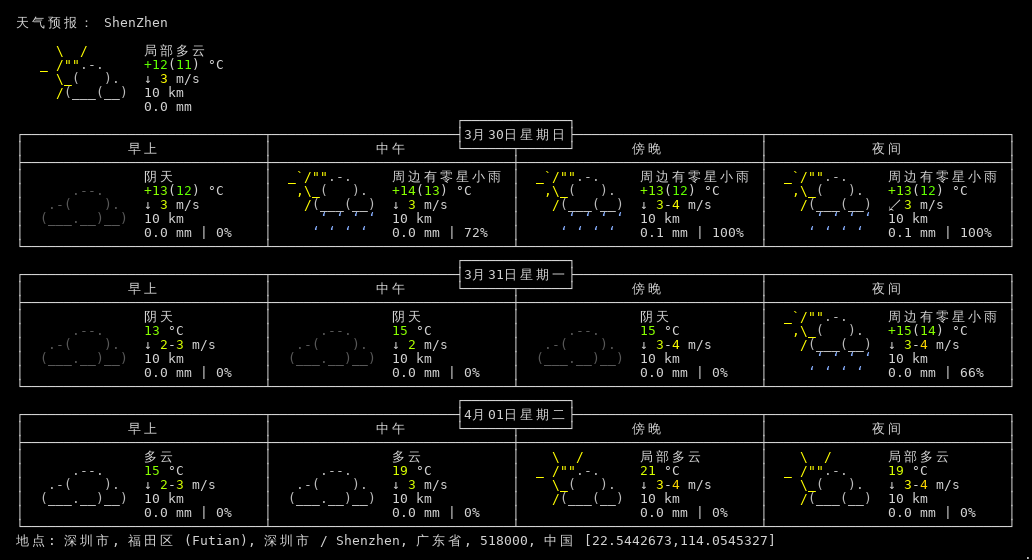 天气预报： ShenZhen
局部多云
+12(11) °C
↓ 3 m/s
10 km
0.0 mm
3月30日星期日
早上 中午 傍晚 夜间
阴天 周边有零星小雨 周边有零星小雨 周边有零星小雨
+13(12) °C +14(13) °C +13(12) °C +13(12) °C
↓ 3 m/s ↓ 3 m/s ↓ 3-4 m/s ↙ 3 m/s
10 km 10 km 10 km 10 km
0.0 mm | 0% 0.0 mm | 72% 0.1 mm | 100% 0.1 mm | 100%
3月31日星期一
早上 中午 傍晚 夜间
阴天 阴天 阴天 周边有零星小雨
13 °C 15 °C 15 °C +15(14) °C
↓ 2-3 m/s ↓ 2 m/s ↓ 3-4 m/s ↓ 3-4 m/s
10 km 10 km 10 km 10 km
0.0 mm | 0% 0.0 mm | 0% 0.0 mm | 0% 0.0 mm | 66%
4月01日星期二
早上 中午 傍晚 夜间
多云 多云 局部多云 局部多云
15 °C 19 °C 21 °C 19 °C
↓ 2-3 m/s ↓ 3 m/s ↓ 3-4 m/s ↓ 3-4 m/s
10 km 10 km 10 km 10 km
0.0 mm | 0% 0.0 mm | 0% 0.0 mm | 0% 0.0 mm | 0%
地点: 深圳市, 福田区 (Futian), 深圳市 / Shenzhen, 广东省, 518000, 中国 [22.5442673,114.0545327]